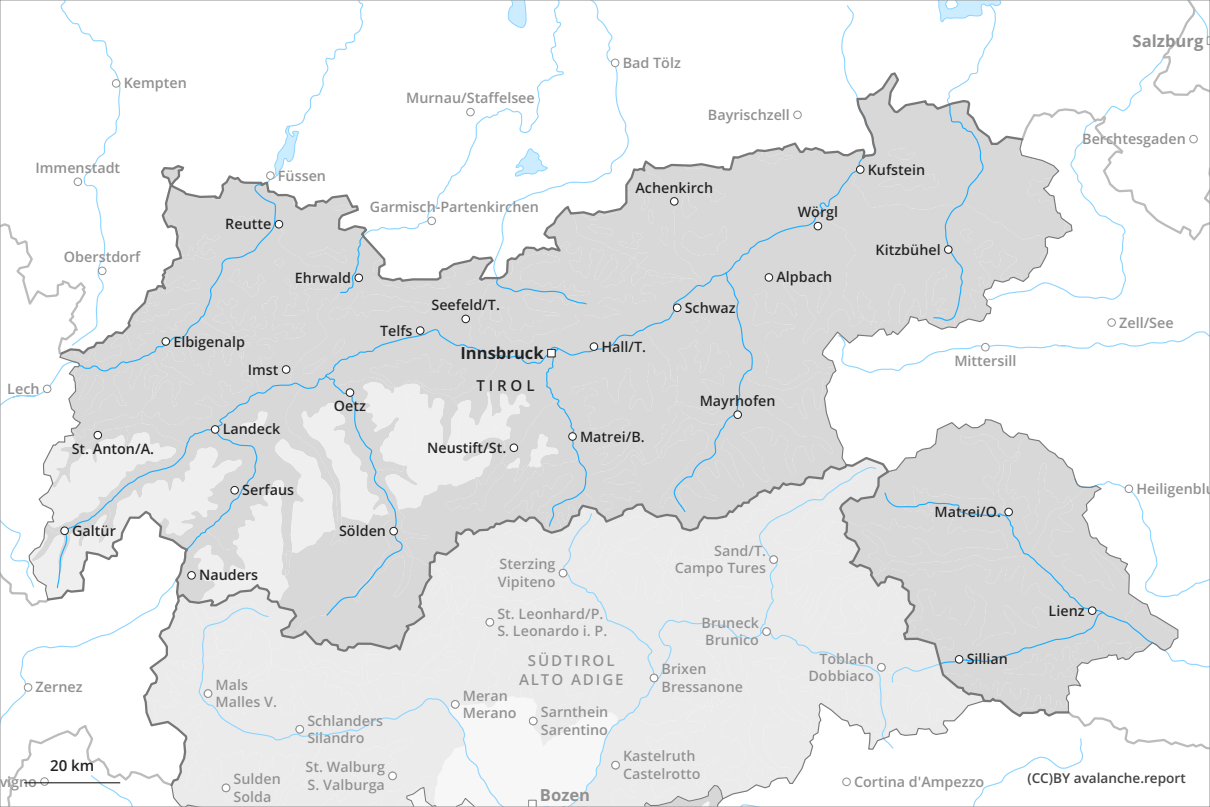 Salzburg
Bad Tölz
Kempten
Murnau/Staffelsee
Bayrischzell
Berchtesgaden
Immenstadt
Füssen
Kufstein
Achenkirch
Garmisch-Partenkirchen
Wörgl
Reutte
Kitzbühel
Oberstdorf
Ehrwald
Alpbach
Seefeld/T.
Schwaz
Zell/See
Telfs
Elbigenalp
Innsbruck
Hall/T.
Mittersill
Imst
TIROL
Lech
Oetz
Mayrhofen
Landeck
Matrei/B.
St. Anton/A.
Neustift/St.
Serfaus
Heiligenblu
Matrei/O.
Galtür
Sölden
Sand/T.
Campo Tures
Sterzing
Vipiteno
Nauders
St. Leonhard/P.
S. Leonardo i. P.
Lienz
Bruneck
Brunico
SÜDTIROL
ALTO ADIGE
Toblach
Dobbiaco
Sillian
Brixen
Bressanone
Zernez
Mals
Malles V.
Meran
Merano
Sarnthein
Sarentino
Schlanders
Silandro
Kastelruth
Castelrotto
20 km
St. Walburg
S. Valburga
vigno
Sulden
Solda
Cortina d'Ampezzo
(CC)BY avalanche.report
Bozen